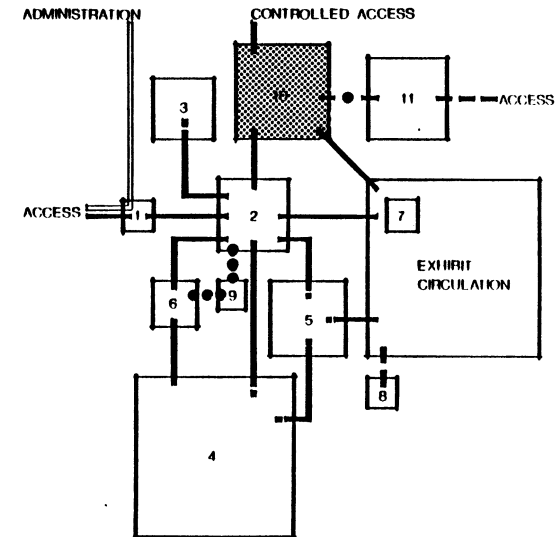 ADMINISTRATION
CONTROLLED ACCESS
3
10
11
ACCESS
ACCESS
1
2
7
EXHIBIT
CIRCULATION
6
9
5
8
4